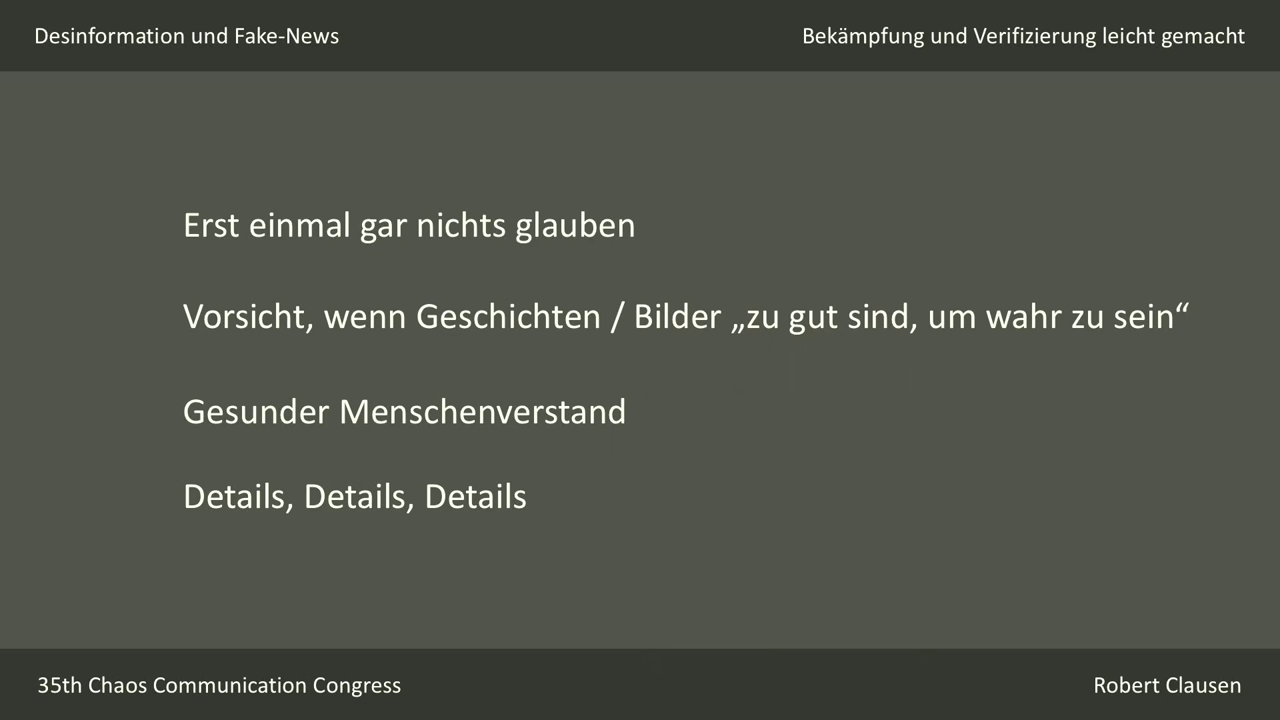 Desinformation und Fake-News
Bekämpfung und Verifizierung leicht gemacht
Erst einmal gar nichts glauben
Vorsicht, wenn Geschichten / Bilder „zu gut sind, um wahr zu sein“
Gesunder Menschenverstand
Details, Details, Details
35th Chaos Communication Congress
Robert Clausen